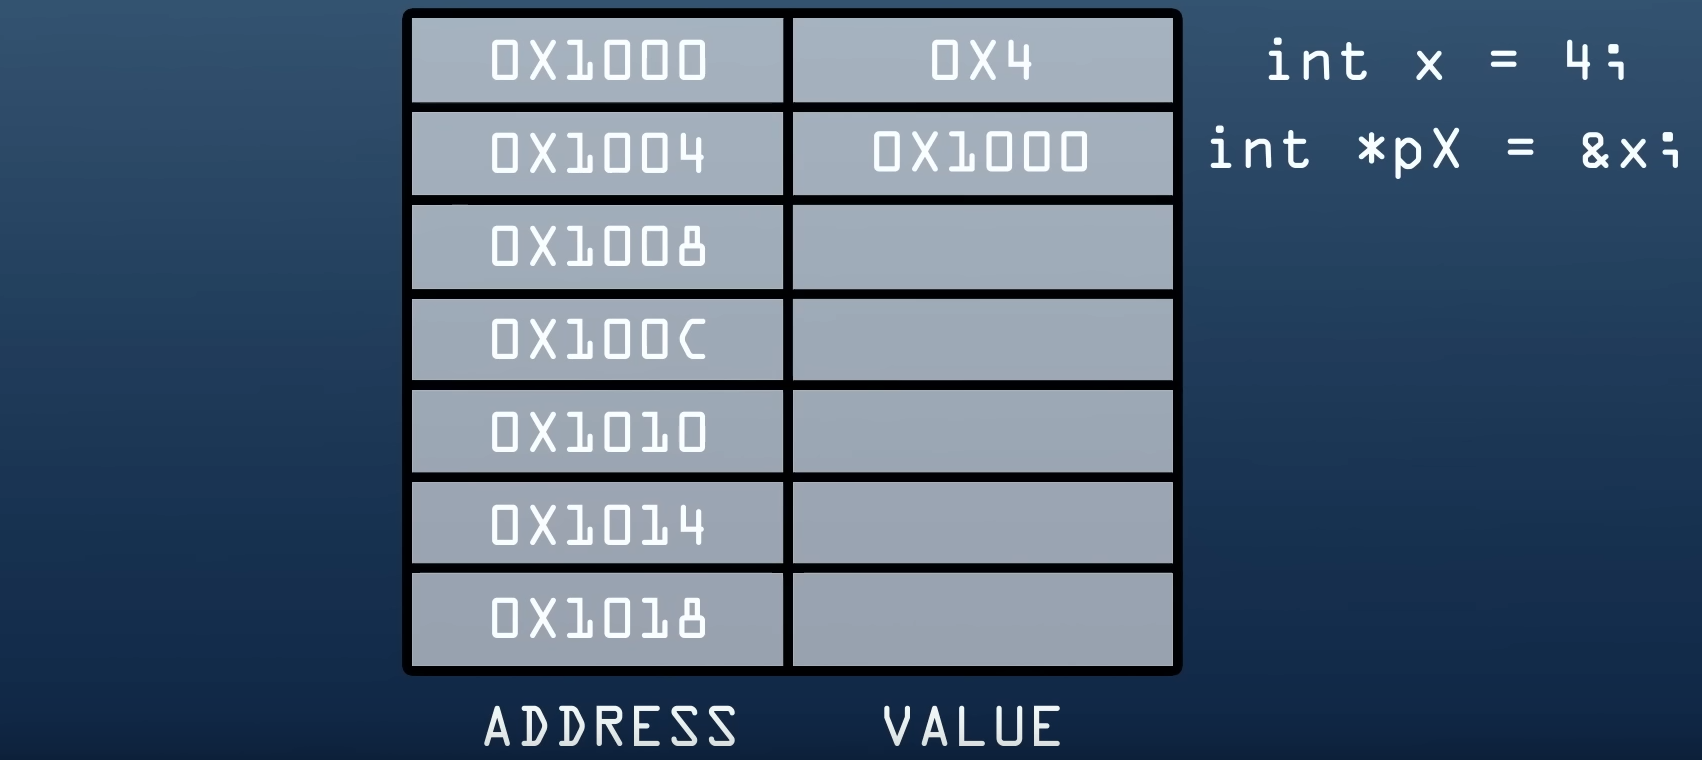 0X1000 0X4 int x = 4;
0X1004 0X1000 int *pX = &x;
0X1008
0X100C
0X1010
0X1014
0X1018
ADDRESS VALUE